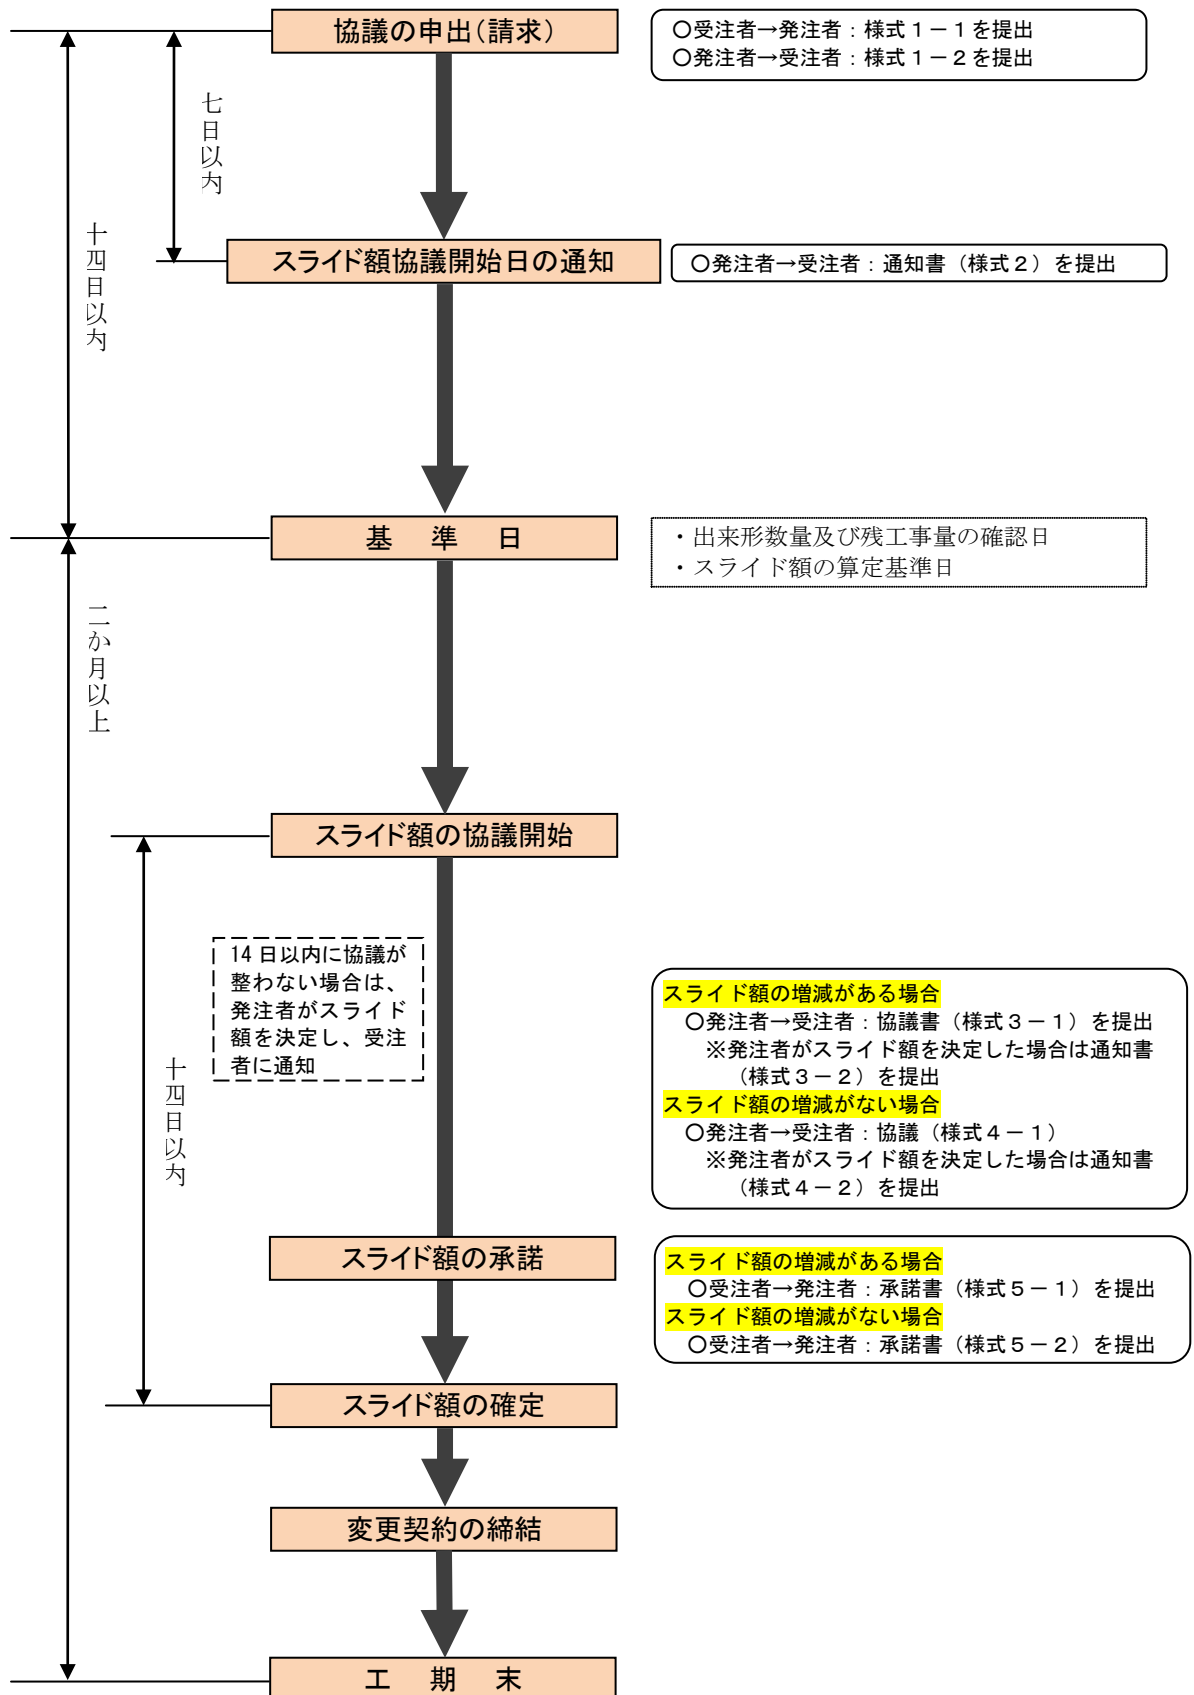 協議の申出(請求)
〇受注者→発注者：様式１－１を提出
〇発注者→受注者：様式１－２を提出
七日以内
十四日以内
スライド額協議開始日の通知
〇発注者→受注者：通知書（様式２）を提出
基　準　日
・出来形数量及び残工事量の確認日
・スライド額の算定基準日
二か月以上
スライド額の協議開始
14日以内に協議が
整わない場合は、
発注者がスライド
額を決定し、受注
者に通知
十四日以内
スライド額の増減がある場合
〇発注者→受注者：協議書（様式３－１）を提出
※発注者がスライド額を決定した場合は通知書
（様式３－２）を提出
スライド額の増減がない場合
〇発注者→受注者：協議（様式４－１）
※発注者がスライド額を決定した場合は通知書
（様式４－２）を提出
スライド額の承諾
スライド額の増減がある場合
〇受注者→発注者：承諾書（様式５－１）を提出
スライド額の増減がない場合
〇受注者→発注者：承諾書（様式５－２）を提出
スライド額の確定
変更契約の締結
工　期　末